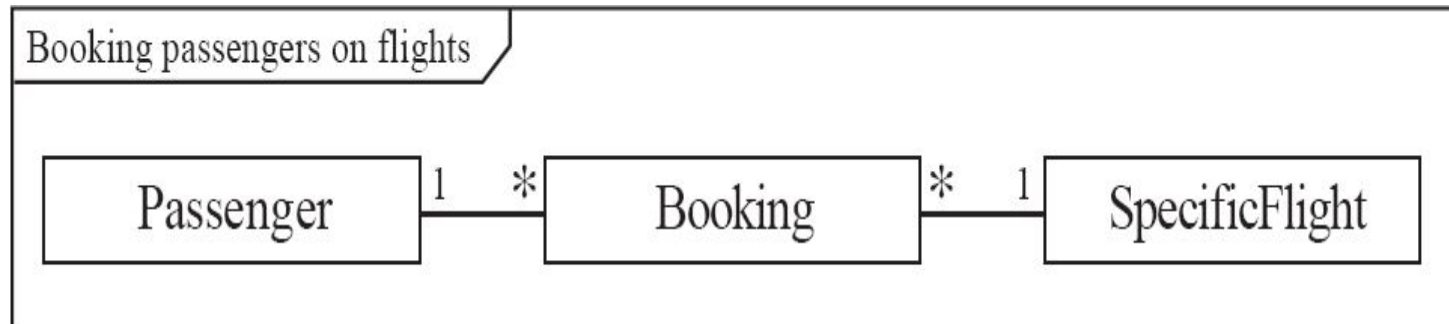 Booking passengers on flights
Passenger 1 * Booking * 1 SpecificFlight